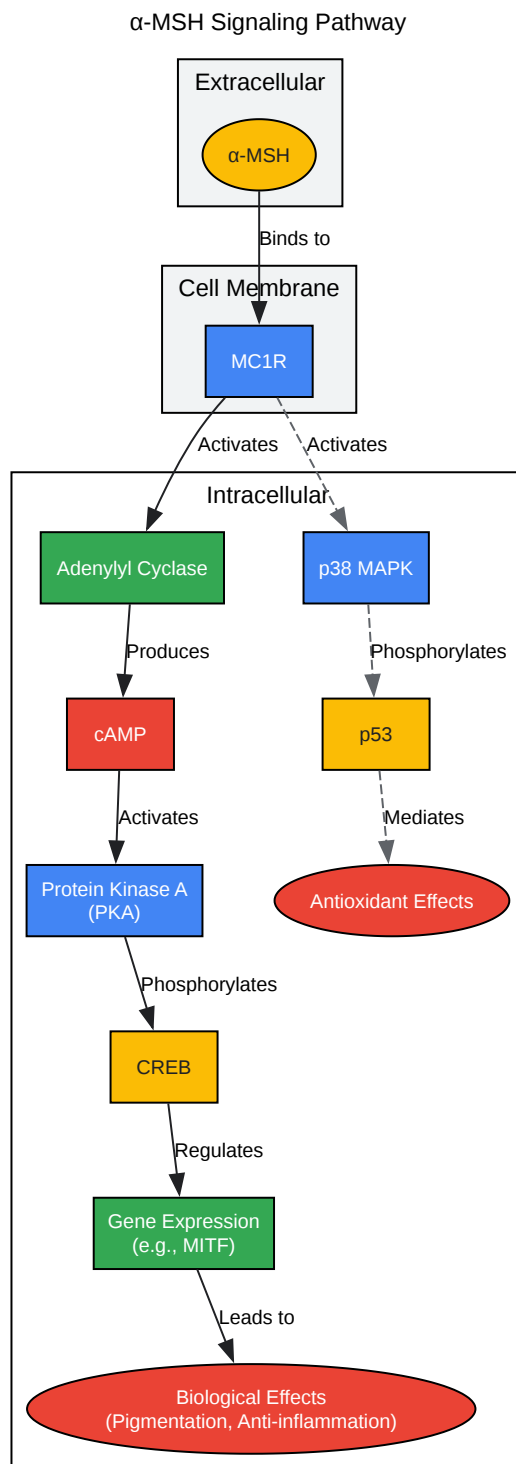 α-MSH Signaling Pathway
Extracellular
α-MSH
Binds to
Cell Membrane
MC1R
Activates
Activates
Intracellular
Adenylyl Cyclase
p38 MAPK
Produces
Phosphorylates
cAMP
p53
Activates
Mediates
Protein Kinase A
(PKA)
Antioxidant Effects
Phosphorylates
CREB
Regulates
Gene Expression
(e.g., MITF)
Leads to
Biological Effects
(Pigmentation, Anti-inflammation)